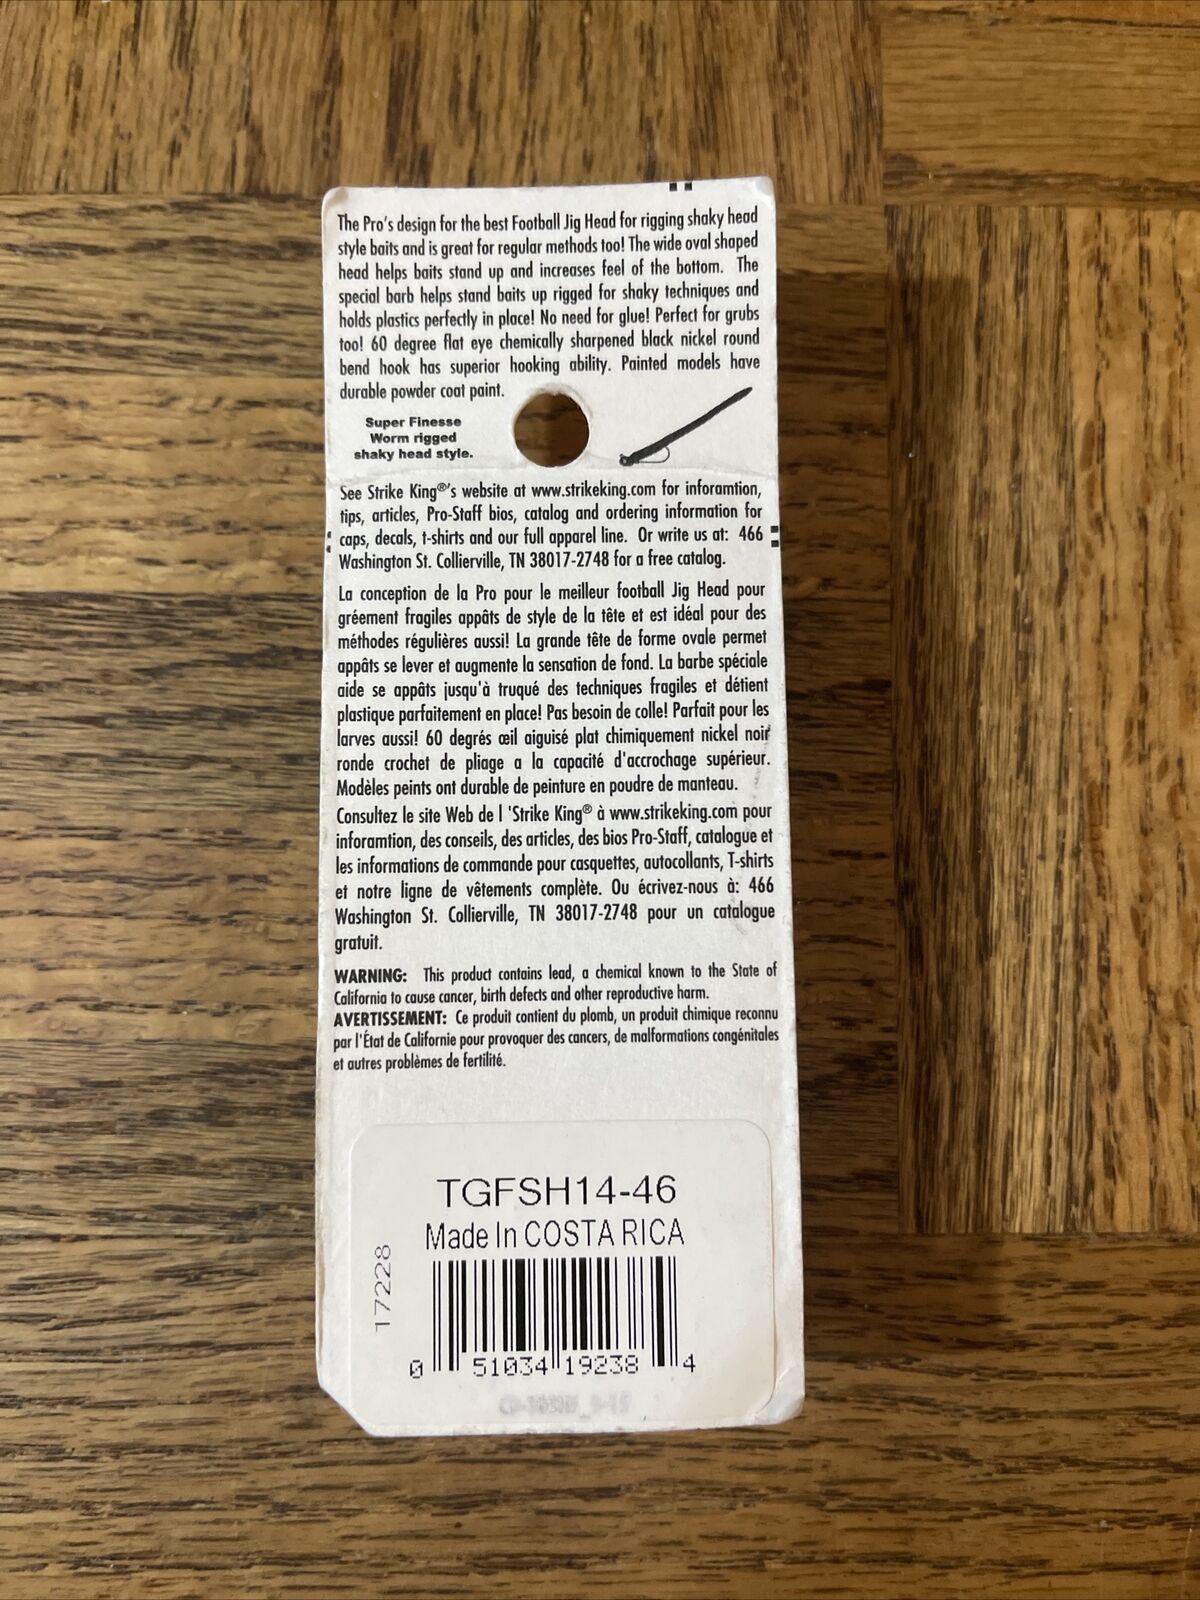 The Pro's design for the best Football Jig Head for rigging shaky head
style baits and is great for regular methods too! The wide oval shaped
head helps baits stand up and increases feel of the bottom. The
special barb helps stand baits up rigged for shaky techniques and
holds plastics perfectly in place! No need for glue! Perfect for grubs
too! 60 degree flat eye chemically sharpened black nickel round
bend hook has superior hooking ability. Painted models have
durable powder coat paint.
Super Finesse
Worm rigged
shaky head style.
See Strike King®'s website at www.strikeking.com for inforamtion,
tips, articles, Pro-Staff bios, catalog and ordering information for
caps, decals, t-shirts and our full apparel line. Or write us at: 466
Washington St. Collierville, TN 38017-2748 for a free catalog.
La conception de la Pro pour le meilleur football Jig Head pour
gréement fragiles appâts de style de la tête et est idéal pour des
méthodes régulières aussi! La grande tête de forme ovale permet
appâts se lever et augmente la sensation de fond. La barbe spéciale
aide se appâts jusqu'à truqué des techniques fragiles et détient
plastique parfaitement en place! Pas besoin de colle! Parfait pour les
larves aussi! 60 degrés œil aiguisé plat chimiquement nickel noir
ronde crochet de pliage a la capacité d'accrochage supérieur.
Modèles peints ont durable de peinture en poudre de manteau.
Consultez le site Web de l 'Strike King® à www.strikeking.com pour
inforamtion, des conseils, des articles, des bios Pro-Staff, catalogue et
les informations de commande pour casquettes, autocollants, T-shirts
et notre ligne de vêtements complète. Ou écrivez-nous à: 466
Washington St. Collierville, TN 38017-2748 pour un catalogue
gratuit.
WARNING: This product contains lead, a chemical known to the State of
California to cause cancer, birth defects and other reproductive harm.
AVERTISSEMENT: Ce produit contient du plomb, un produit chimique reconnu
par l'État de Californie pour provoquer des cancers, de malformations congénitales
et autres problèmes de fertilité.
TGFSH14-46
Made In COSTA RICA
17228
0 51034 19238 4